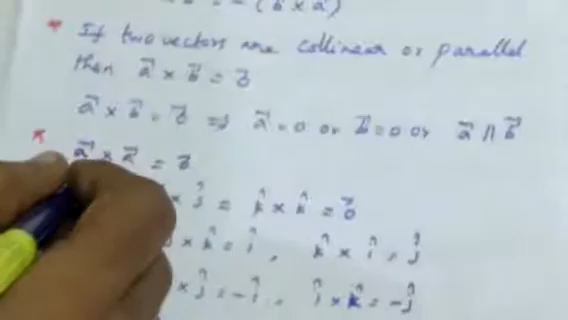 = - (b⃗ × a⃗)
* If two vectors are collinear or parallel
then a⃗ × b⃗ = 0⃗
a⃗ × b⃗ = 0⃗ ⇒ a⃗ = 0 or b⃗ = 0 or a⃗ || b⃗
* a⃗ × a⃗ = 0⃗
× ĵ = k̂ × k̂ = 0⃗
× k̂ = î, k̂ × î = ĵ
× ĵ = -î, î × k̂ = -ĵ